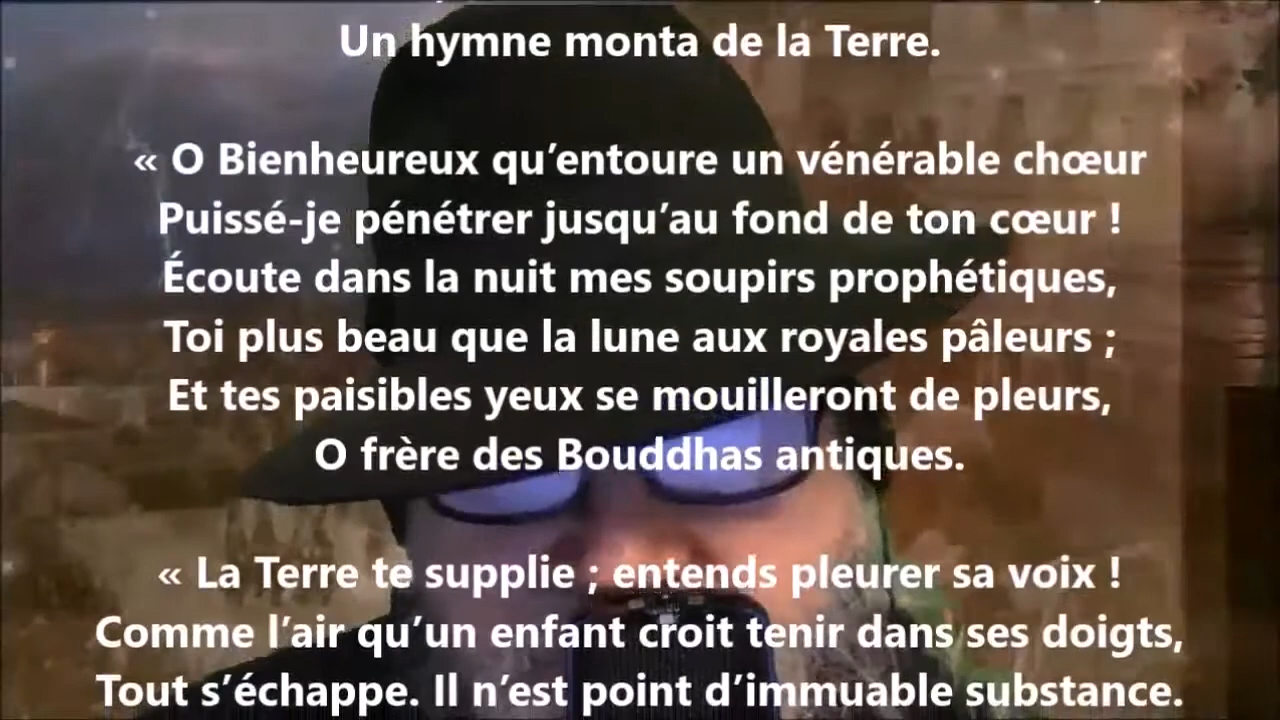 Un hymne monta de la Terre.
« O Bienheureux qu’entoure un vénérable chœur
Puissé-je pénétrer jusqu’au fond de ton cœur !
Écoute dans la nuit mes soupirs prophétiques,
Toi plus beau que la lune aux royales pâleurs ;
Et tes paisibles yeux se mouilleront de pleurs,
O frère des Bouddhas antiques.
« La Terre te supplie ; entends pleurer sa voix !
Comme l’air qu’un enfant croit tenir dans ses doigts,
Tout s’échappe. Il n’est point d’immuable substance.